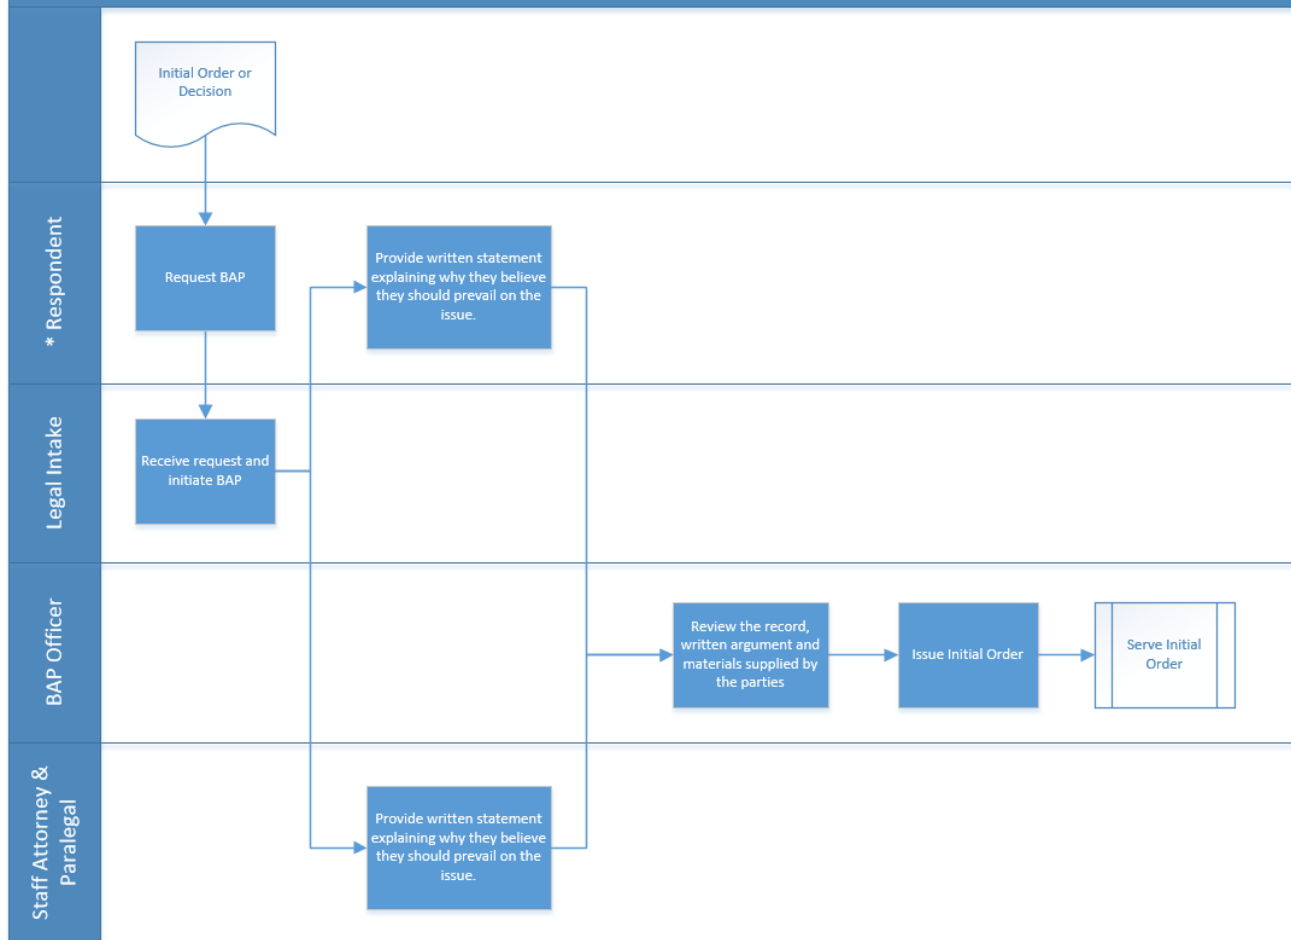 Initial Order or
Decision
* Respondent
Request BAP
Provide written statement
explaining why they believe
they should prevail on the
issue.
Legal Intake
Receive request and
initiate BAP
BAP Officer
Review the record,
written argument and
materials supplied by
the parties
Issue Initial Order
Serve Initial
Order
Staff Attorney &
Paralegal
Provide written statement
explaining why they believe
they should prevail on the
issue.